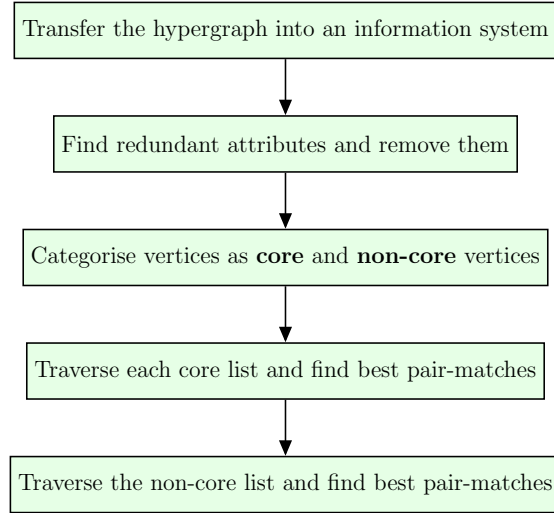 Transfer the hypergraph into an information system
Find redundant attributes and remove them
Categorise vertices as core and non-core vertices
Traverse each core list and find best pair-matches
Traverse the non-core list and find best pair-matches